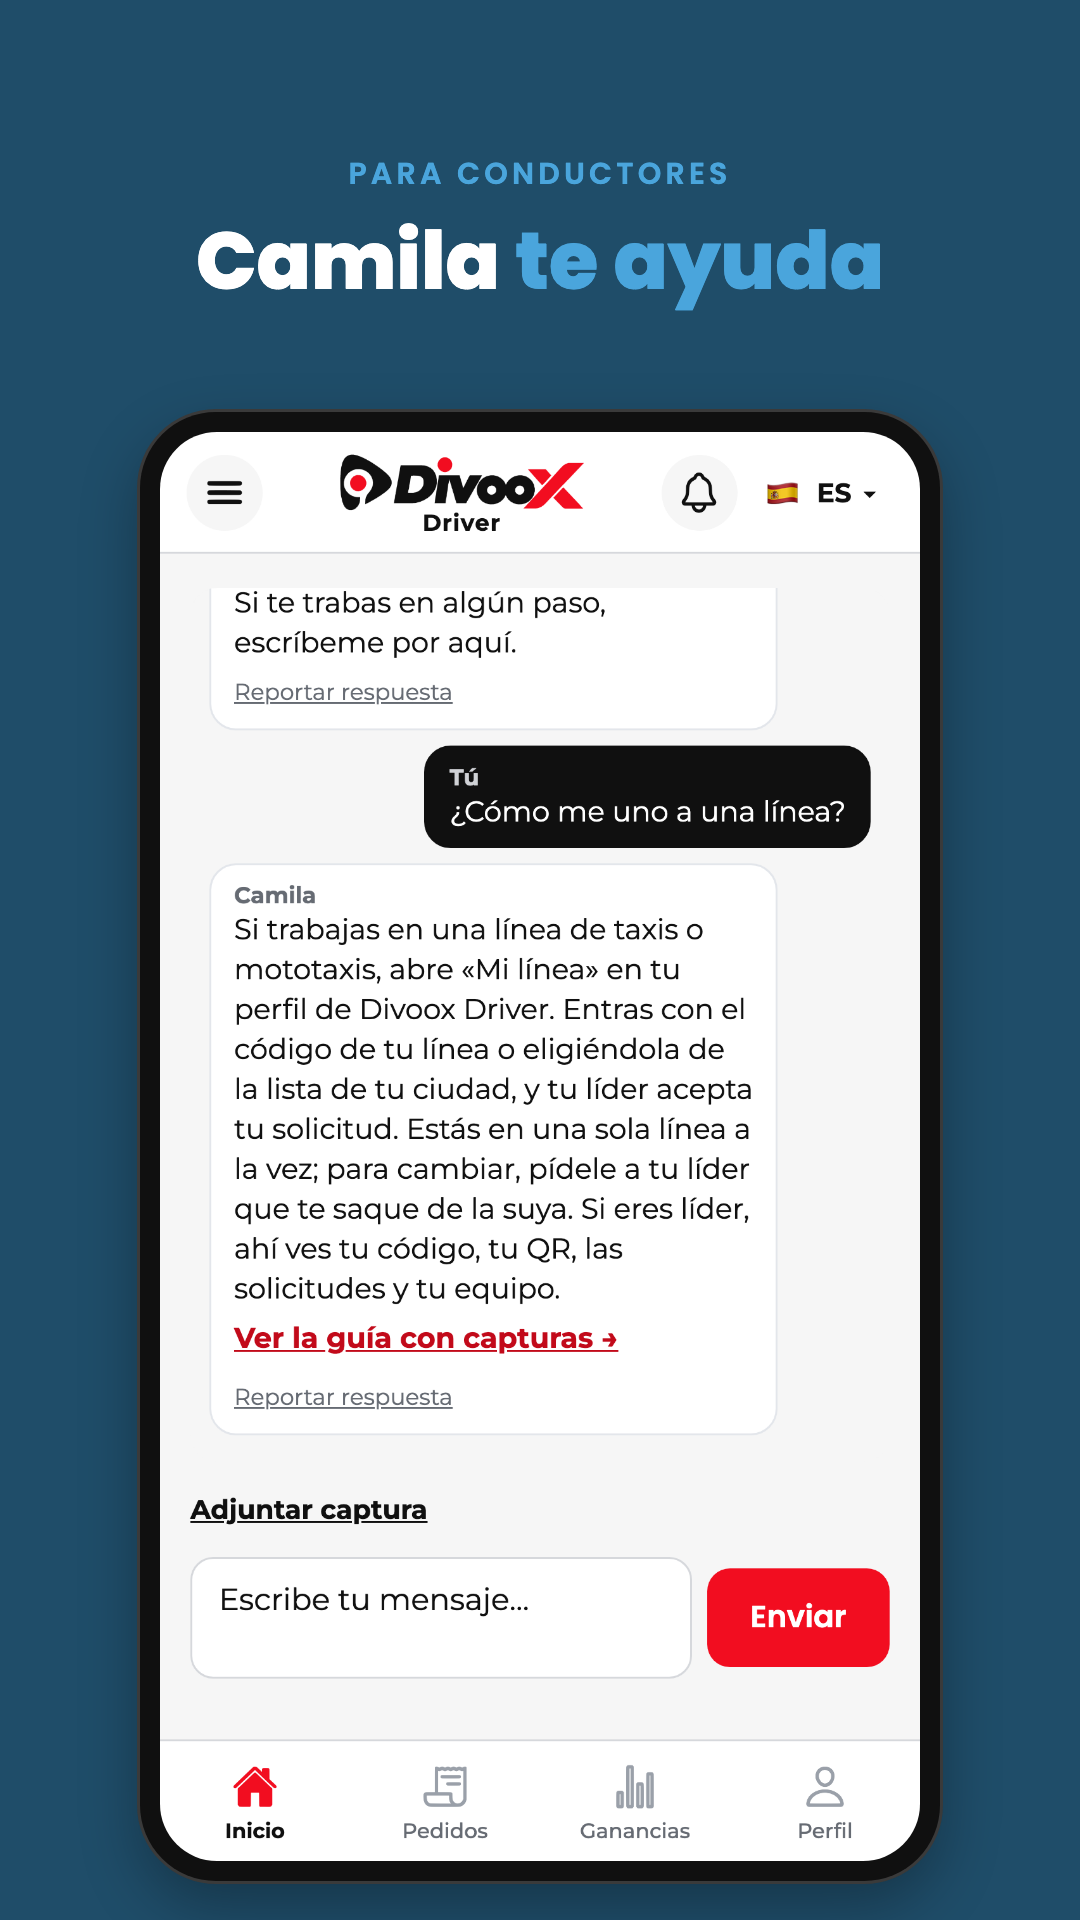 PARA CONDUCTORES
Camila te ayuda
DivooX
Driver
ES
Si te trabas en algún paso,
escríbeme por aquí.
Reportar respuesta
Tú
¿Cómo me uno a una línea?
Camila
Si trabajas en una línea de taxis o
mototaxis, abre «Mi línea» en tu
perfil de Divoox Driver. Entras con el
código de tu línea o eligiéndola de
la lista de tu ciudad, y tu líder acepta
tu solicitud. Estás en una sola línea a
la vez; para cambiar, pídele a tu líder
que te saque de la suya. Si eres líder,
ahí ves tu código, tu QR, las
solicitudes y tu equipo.
Ver la guía con capturas →
Reportar respuesta
Adjuntar captura
Escribe tu mensaje...
Enviar
Inicio
Pedidos
Ganancias
Perfil